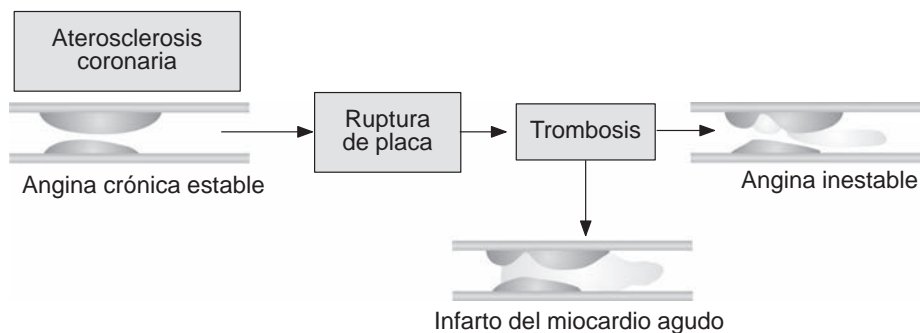 Aterosclerosis
coronaria
Angina crónica estable
Ruptura
de placa
Trombosis
Angina inestable
Infarto del miocardio agudo